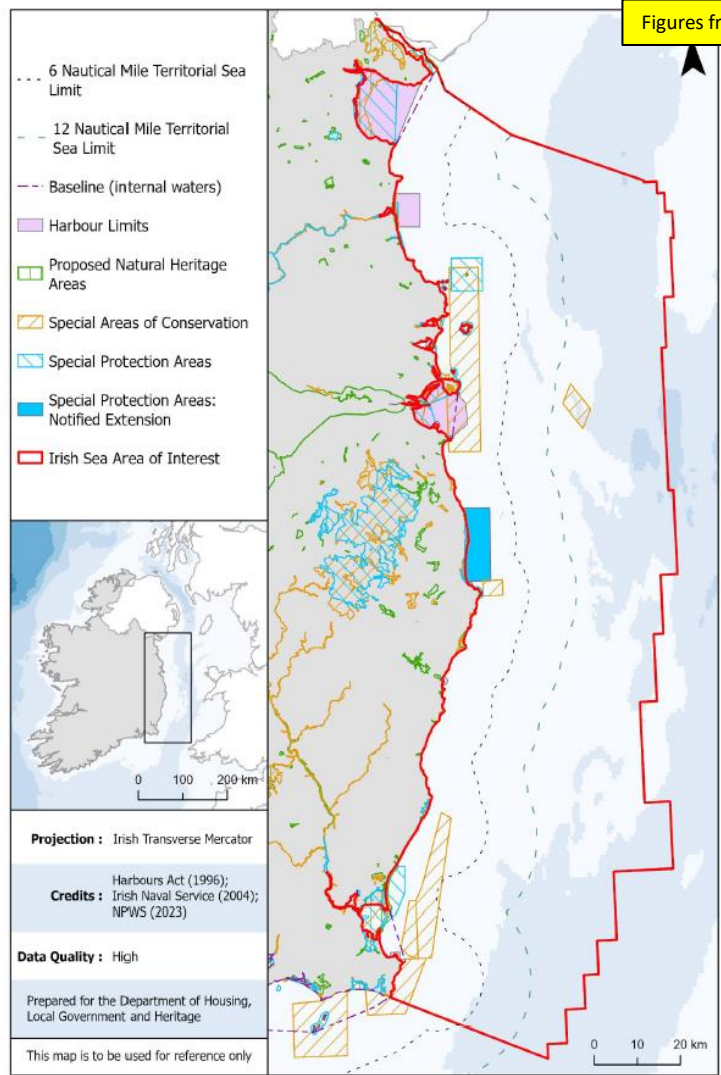 Figures fr
6 Nautical Mile Territorial Sea
Limit
12 Nautical Mile Territorial
Sea Limit
Baseline (internal waters)
Harbour Limits
Proposed Natural Heritage
Areas
Special Areas of Conservation
Special Protection Areas
Special Protection Areas:
Notified Extension
Irish Sea Area of Interest
0 100 200 km
Projection : Irish Transverse Mercator
Credits : Harbours Act (1996);
Irish Naval Service (2004);
NPWS (2023)
Data Quality : High
Prepared for the Department of Housing,
Local Government and Heritage
This map is to be used for reference only
0 10 20 km